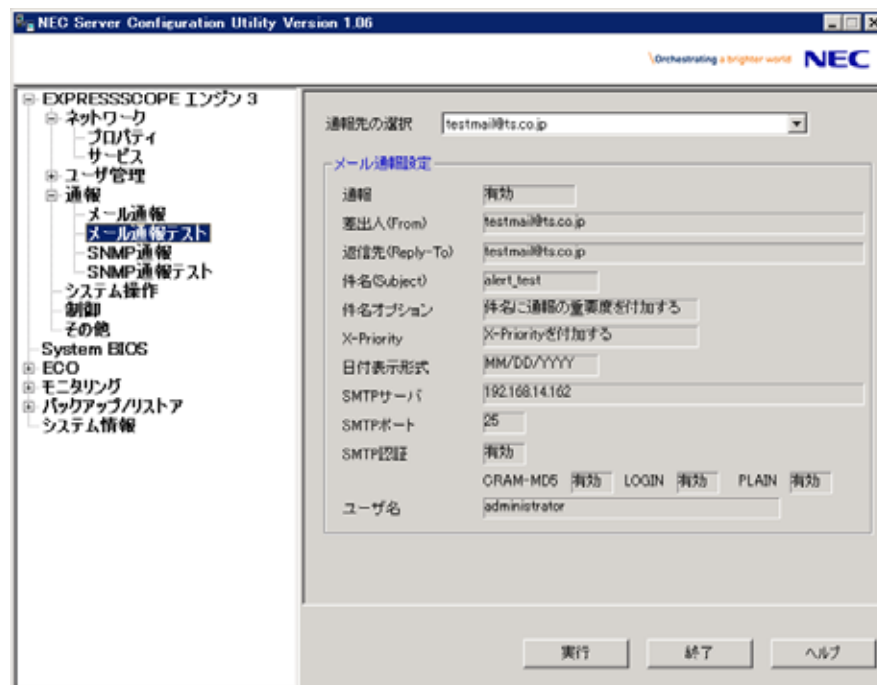 NEC Server Configuration Utility Version 1.06
\Orchestrating a brighter world NEC
EXPRESSSCOPE エンジン 3
ネットワーク
プロパティ
サービス
ユーザ管理
通報
メール通報
メール通報テスト
SNMP通報
SNMP通報テスト
システム操作
制御
その他
System BIOS
ECO
モニタリング
バックアップ/リストア
システム情報
通報先の選択 testmail@ts.co.jp
メール通報設定
通報 有効
差出人(From) testmail@ts.co.jp
返信先(Reply-To) testmail@ts.co.jp
件名(Subject) alert_test
件名オプション 件名に通報の重要度を付加する
X-Priority X-Priorityを付加する
日付表示形式 MM/DD/YYYY
SMTPサーバ 192.168.14.162
SMTPポート 25
SMTP認証 有効
CRAM-MD5 有効 LOGIN 有効 PLAIN 有効
ユーザ名 administrator
実行 終了 ヘルプ